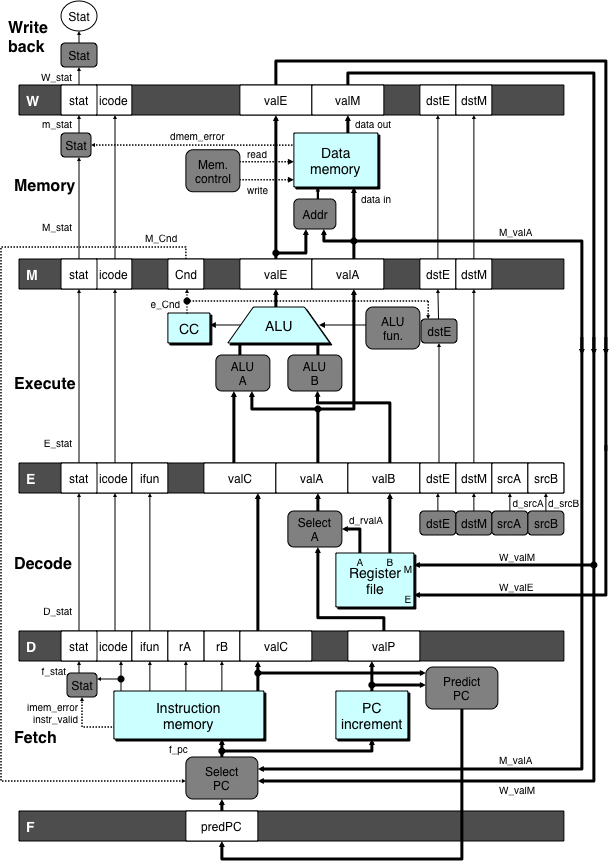 Stat
Write
back
Stat
W_stat
W
stat
icode
valE
valM
dstE
dstM
m_stat
data out
dmem_error
Stat
Mem.
control
read
write
Data
memory
Memory
data in
Addr
M_stat
M_Cnd
M_valA
M
stat
icode
Cnd
valE
valA
dstE
dstM
e_Cnd
CC
ALU
ALU
fun.
dstE
ALU
A
ALU
B
Execute
E_stat
E
stat
icode
ifun
valC
valA
valB
dstE
dstM
srcA
srcB
d_srcA
d_srcB
Select
A
d_rvalA
dstE
dstM
srcA
srcB
Decode
A
B
M
E
Register
file
W_valM
W_valE
D_stat
D
stat
icode
ifun
rA
rB
valC
valP
f_stat
Stat
Predict
PC
imem_error
instr_valid
Instruction
memory
PC
increment
Fetch
f_pc
Select
PC
M_valA
W_valM
F
predPC